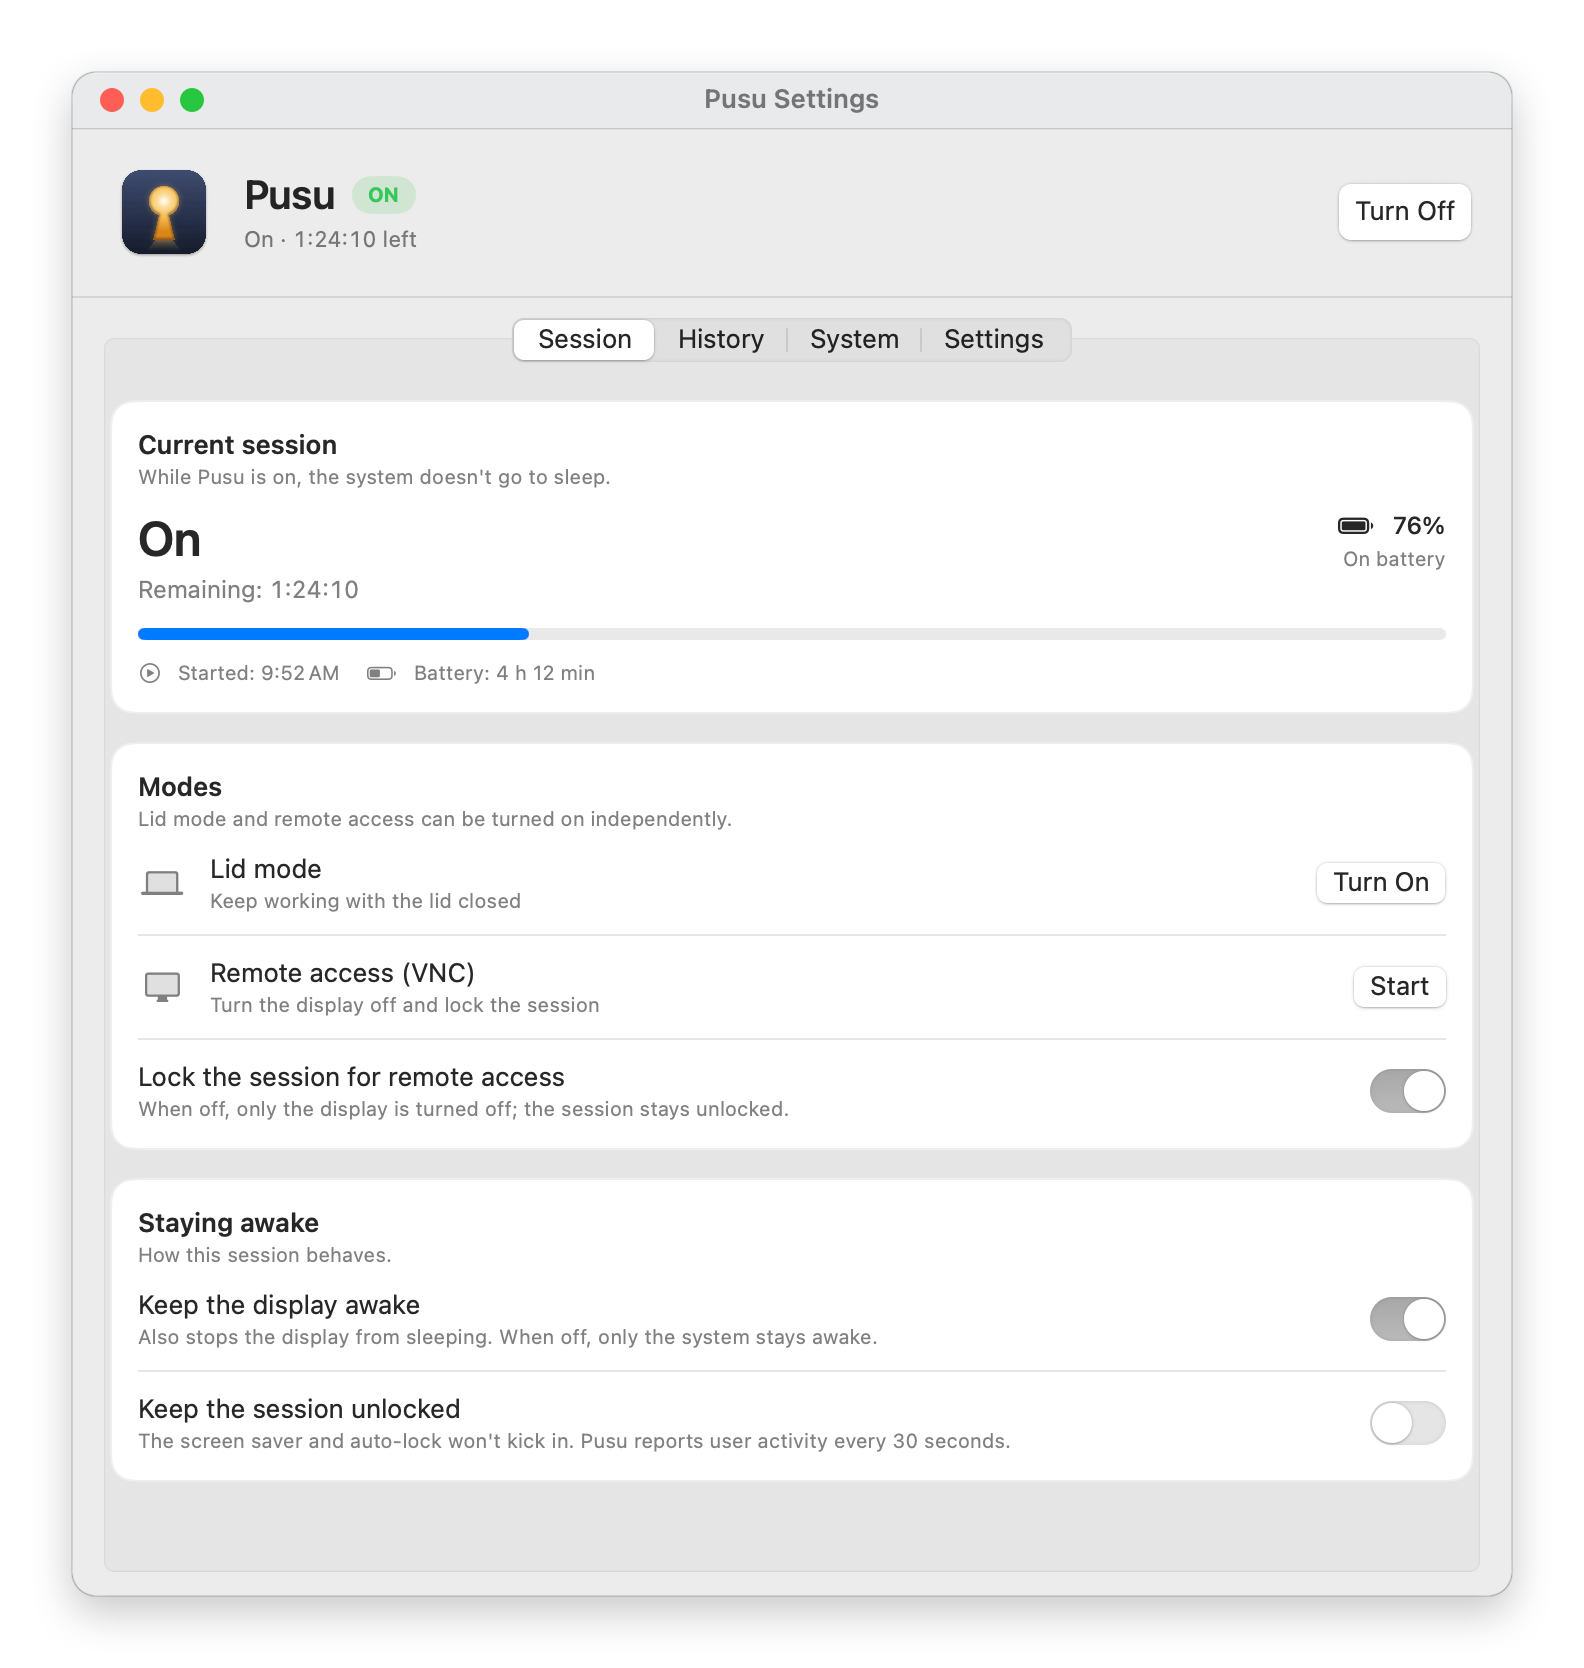 Pusu Settings
Pusu ON
On · 1:24:10 left
Turn Off
Session History System Settings
Current session
While Pusu is on, the system doesn't go to sleep.
On
76%
On battery
Remaining: 1:24:10
Started: 9:52 AM Battery: 4 h 12 min
Modes
Lid mode and remote access can be turned on independently.
Lid mode
Keep working with the lid closed
Turn On
Remote access (VNC)
Turn the display off and lock the session
Start
Lock the session for remote access
When off, only the display is turned off; the session stays unlocked.
Staying awake
How this session behaves.
Keep the display awake
Also stops the display from sleeping. When off, only the system stays awake.
Keep the session unlocked
The screen saver and auto-lock won't kick in. Pusu reports user activity every 30 seconds.